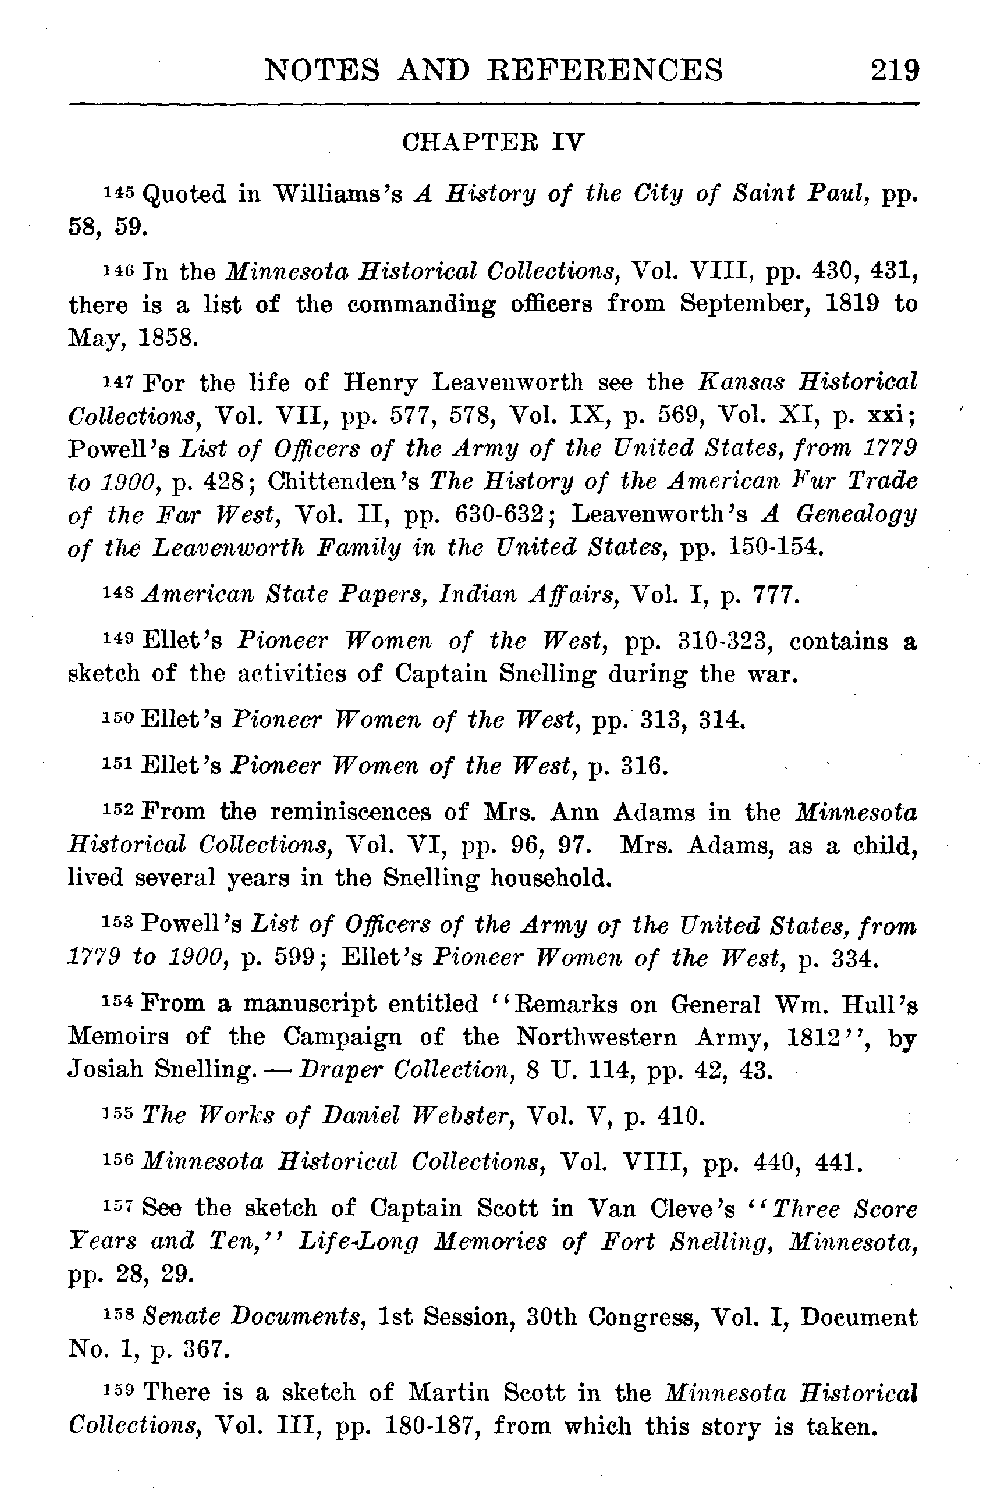 NOTES AND REFERENCES 219
CHAPTER IV
145 Quoted in Williams's A History of the City of Saint Paul, pp.
58, 59.
146 In the Minnesota Historical Collections, Vol. VIII, pp. 430, 431,
there is a list of the commanding officers from September, 1819 to
May, 1858.
147 For the life of Henry Leavenworth see the Kansas Historical
Collections, Vol. VII, pp. 577, 578, Vol. IX, p. 569, Vol. XI, p. xxi;
Powell's List of Officers of the Army of the United States, from 1779
to 1900, p. 428; Chittenden's The History of the American Fur Trade
of the Far West, Vol. II, pp. 630-632; Leavenworth's A Genealogy
of the Leavenworth Family in the United States, pp. 150-154.
148 American State Papers, Indian Affairs, Vol. I, p. 777.
149 Ellet's Pioneer Women of the West, pp. 310-323, contains a
sketch of the activities of Captain Snelling during the war.
150 Ellet's Pioneer Women of the West, pp. 313, 314.
151 Ellet's Pioneer Women of the West, p. 316.
152 From the reminiscences of Mrs. Ann Adams in the Minnesota
Historical Collections, Vol. VI, pp. 96, 97. Mrs. Adams, as a child,
lived several years in the Snelling household.
153 Powell's List of Officers of the Army of the United States, from
1779 to 1900, p. 599; Ellet's Pioneer Women of the West, p. 334.
154 From a manuscript entitled "Remarks on General Wm. Hull's
Memoirs of the Campaign of the Northwestern Army, 1812", by
Josiah Snelling. — Draper Collection, 8 U. 114, pp. 42, 43.
155 The Works of Daniel Webster, Vol. V, p. 410.
156 Minnesota Historical Collections, Vol. VIII, pp. 440, 441.
157 See the sketch of Captain Scott in Van Cleve's "Three Score
Years and Ten," Life-Long Memories of Fort Snelling, Minnesota,
pp. 28, 29.
158 Senate Documents, 1st Session, 30th Congress, Vol. I, Document
No. 1, p. 367.
159 There is a sketch of Martin Scott in the Minnesota Historical
Collections, Vol. III, pp. 180-187, from which this story is taken.